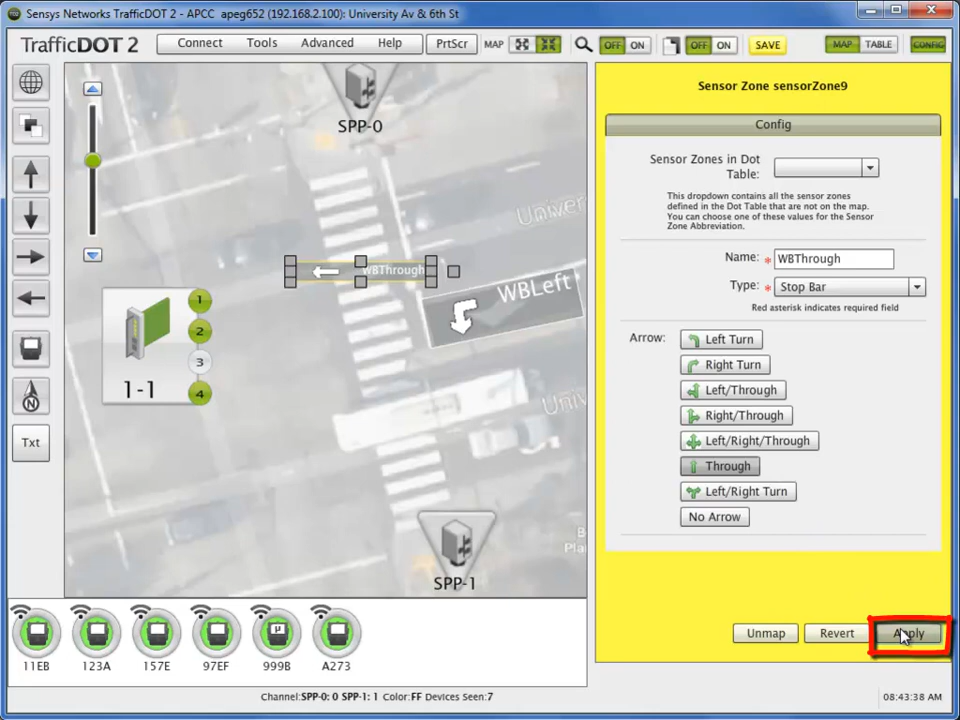 Sensys Networks TrafficDOT 2 - APCC apeg652 (192.168.2.100): University Av & 6th St
TrafficDOT 2
Connect Tools Advanced Help PrtScr MAP OFF ON OFF ON SAVE MAP TABLE CONFIG
SPP-0
Univer
WBThrough
WBLeft
1
2
3
4
1-1
Txt
SPP-1
Sensor Zone sensorZone9
Config
Sensor Zones in Dot
Table:
This dropdown contains all the sensor zones
defined in the Dot Table that are not on the map.
You can choose one of these values for the Sensor
Zone Abbreviation.
Name: * WBThrough
Type: * Stop Bar
Red asterisk indicates required field
Arrow:
Left Turn
Right Turn
Left/Through
Right/Through
Left/Right/Through
Through
Left/Right Turn
No Arrow
Unmap Revert Apply
11EB 123A 157E 97EF 999B A273
Channel:SPP-0: 0 SPP-1: 1 Color:FF Devices Seen:7
08:43:38 AM